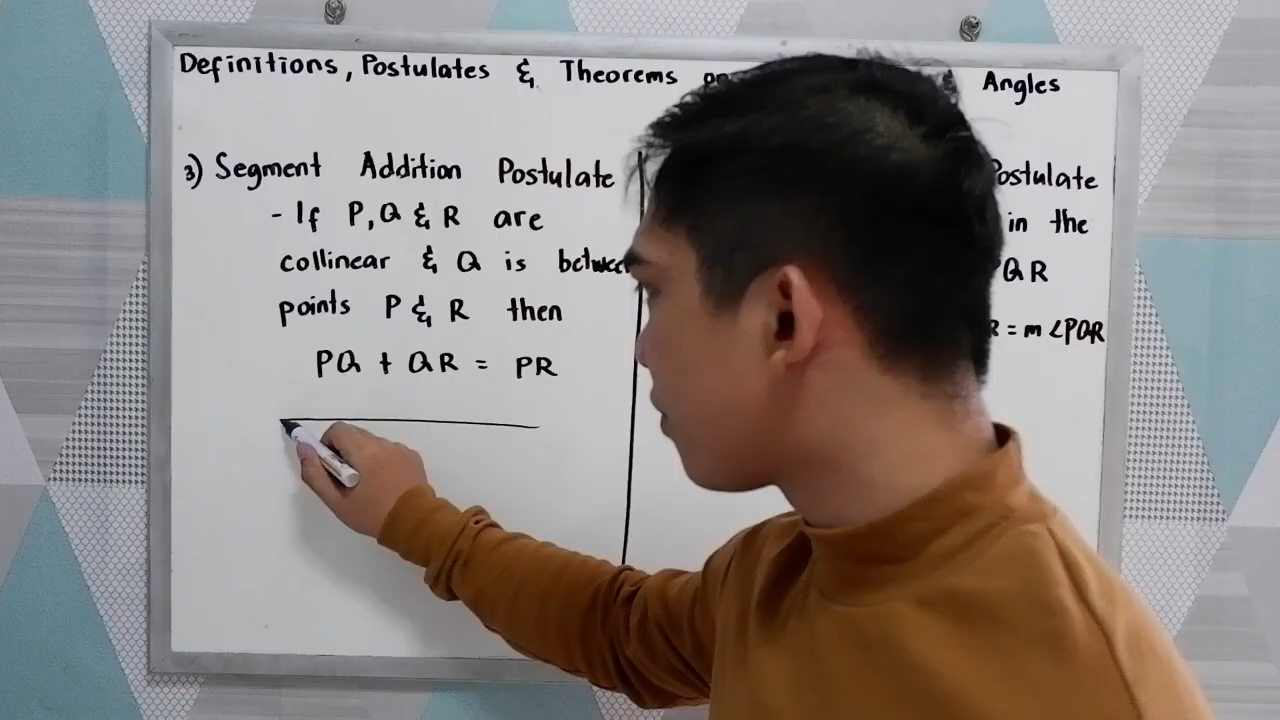 Definitions, Postulates & Theorems on Angles
3) Segment Addition Postulate
- If P, Q & R are
collinear & Q is between
points P & R then
PQ + QR = PR
Postulate
in the
PQR
R = m ∠PQR